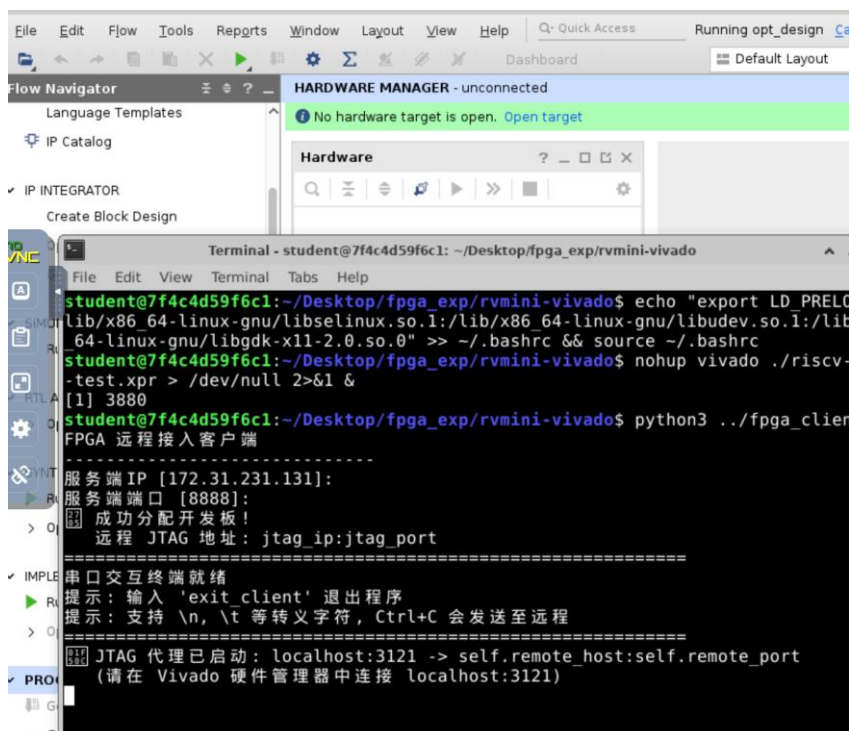 File Edit Flow Tools Reports Window Layout View Help Q- Quick Access Running opt_design
Dashboard Default Layout
Flow Navigator ? _ HARDWARE MANAGER - unconnected
Language Templates
No hardware target is open. Open target
IP Catalog
Hardware
IP INTEGRATOR
Create Block Design
Terminal - student@7f4c4d59f6c1: ~/Desktop/fpga_exp/rvmini-vivado
VNC
File Edit View Terminal Tabs Help
student@7f4c4d59f6c1:~/Desktop/fpga_exp/rvmini-vivado$ echo "export LD_PRELO
lib/x86_64-linux-gnu/libselinux.so.1:/lib/x86_64-linux-gnu/libudev.so.1:/lib
_64-linux-gnu/libgdk-x11-2.0.so.0" >> ~/.bashrc && source ~/.bashrc
student@7f4c4d59f6c1:~/Desktop/fpga_exp/rvmini-vivado$ nohup vivado ./riscv-
-test.xpr > /dev/null 2>&1 &
[1] 3880
student@7f4c4d59f6c1:~/Desktop/fpga_exp/rvmini-vivado$ python3 ../fpga_clien
FPGA 远程接入客户端
-------------------------------
服务端IP [172.31.231.131]:
服务端端口 [8888]:
成功分配开发板!
远程 JTAG 地址: jtag_ip:jtag_port
============================================================
串口交互终端就绪
提示: 输入 'exit_client' 退出程序
提示: 支持 \n, \t 等转义字符, Ctrl+C 会发送至远程
============================================================
JTAG 代理已启动: localhost:3121 -> self.remote_host:self.remote_port
(请在 Vivado 硬件管理器中连接 localhost:3121)